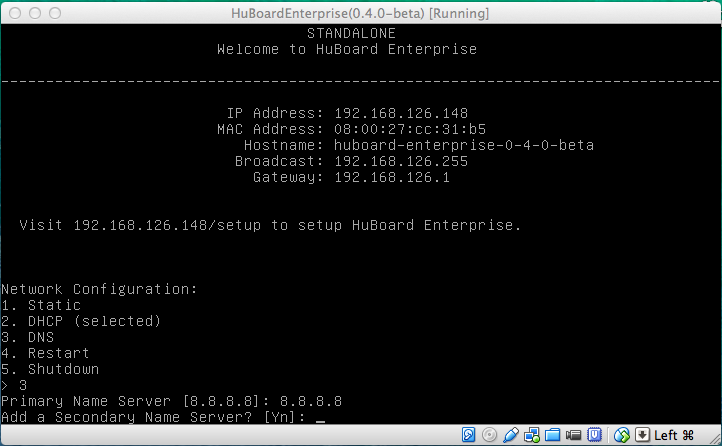 HuBoardEnterprise(0.4.0-beta) [Running]
STANDALONE
Welcome to HuBoard Enterprise
--------------------------------------------------------------------------------
IP Address: 192.168.126.148
MAC Address: 08:00:27:cc:31:b5
Hostname: huboard-enterprise-0-4-0-beta
Broadcast: 192.168.126.255
Gateway: 192.168.126.1
Visit 192.168.126.148/setup to setup HuBoard Enterprise.
Network Configuration:
1. Static
2. DHCP (selected)
3. DNS
4. Restart
5. Shutdown
> 3
Primary Name Server [8.8.8.8]: 8.8.8.8
Add a Secondary Name Server? [Yn]: _
Left ⌘